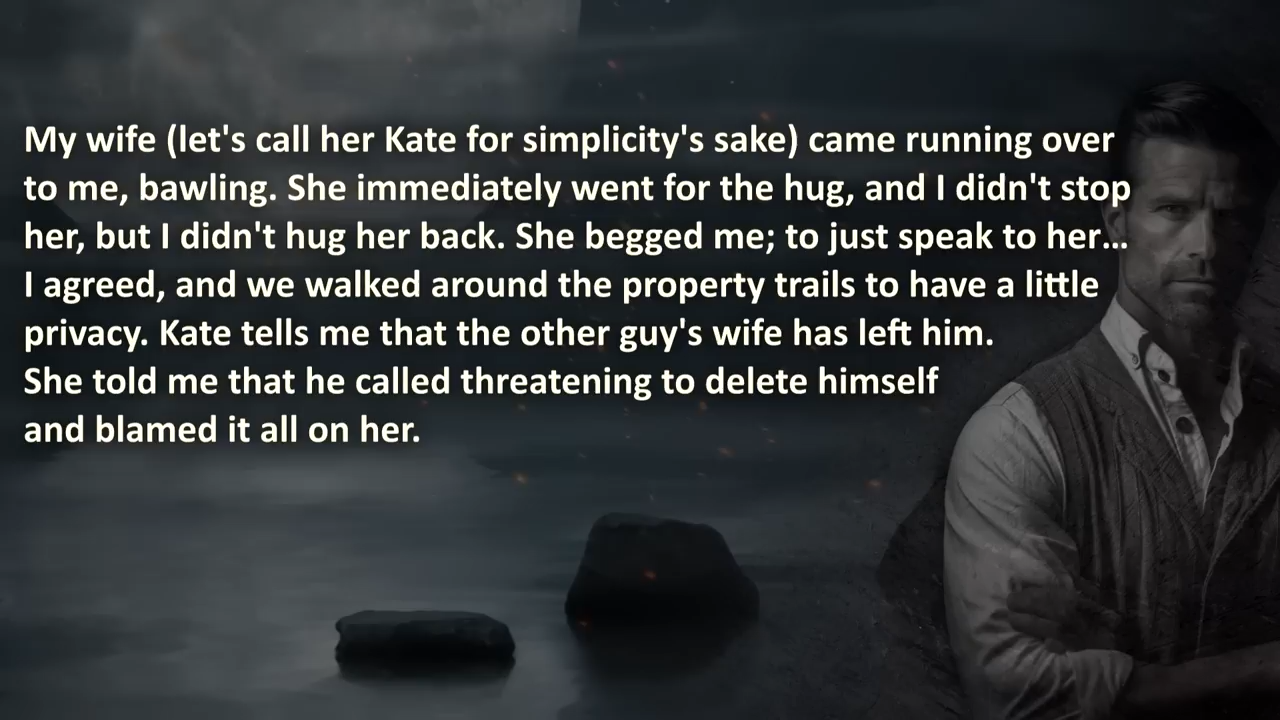 My wife (let's call her Kate for simplicity's sake) came running over
to me, bawling. She immediately went for the hug, and I didn't stop
her, but I didn't hug her back. She begged me; to just speak to her...
I agreed, and we walked around the property trails to have a little
privacy. Kate tells me that the other guy's wife has left him.
She told me that he called threatening to delete himself
and blamed it all on her.